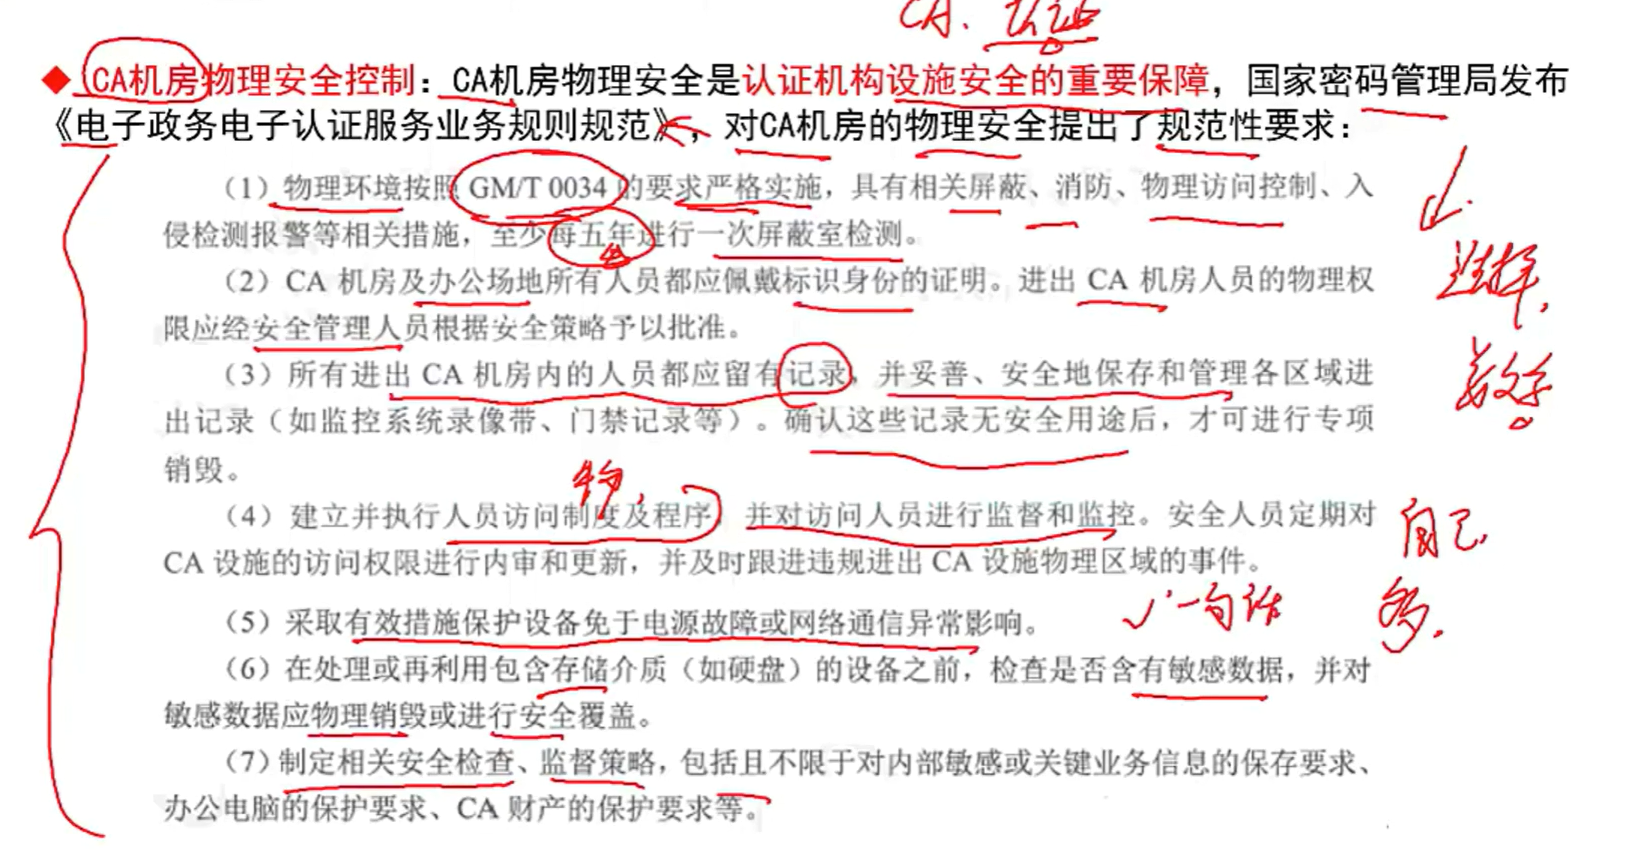 CA.
◆ CA机房物理安全控制：CA机房物理安全是认证机构设施安全的重要保障，国家密码管理局发布
《电子政务电子认证服务业务规则规范》，对CA机房的物理安全提出了规范性要求：
（1）物理环境按照 GM/T 0034 的要求严格实施，具有相关屏蔽、消防、物理访问控制、入
侵检测报警等相关措施，至少每五年进行一次屏蔽室检测。
（2）CA 机房及办公场地所有人员都应佩戴标识身份的证明。进出 CA 机房人员的物理权
限应经安全管理人员根据安全策略予以批准。
选择,
（3）所有进出 CA 机房内的人员都应留有记录，并妥善、安全地保存和管理各区域进
出记录（如监控系统录像带、门禁记录等）。确认这些记录无安全用途后，才可进行专项
销毁。
（4）建立并执行人员访问制度及程序，并对访问人员进行监督和监控。安全人员定期对
CA 设施的访问权限进行内审和更新，并及时跟进违规进出 CA 设施物理区域的事件。
自己,
（5）采取有效措施保护设备免于电源故障或网络通信异常影响。
一句话
多.
（6）在处理或再利用包含存储介质（如硬盘）的设备之前，检查是否含有敏感数据，并对
敏感数据应物理销毁或进行安全覆盖。
（7）制定相关安全检查、监督策略，包括且不限于对内部敏感或关键业务信息的保存要求、
办公电脑的保护要求、CA 财产的保护要求等。